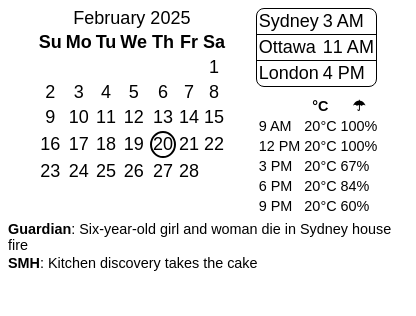 February 2025
Su Mo Tu We Th Fr Sa
1
2 3 4 5 6 7 8
9 10 11 12 13 14 15
16 17 18 19 20 21 22
23 24 25 26 27 28
Sydney 3 AM
Ottawa 11 AM
London 4 PM
°C ☂
9 AM 20°C 100%
12 PM 20°C 100%
3 PM 20°C 67%
6 PM 20°C 84%
9 PM 20°C 60%
Guardian: Six-year-old girl and woman die in Sydney house
fire
SMH: Kitchen discovery takes the cake